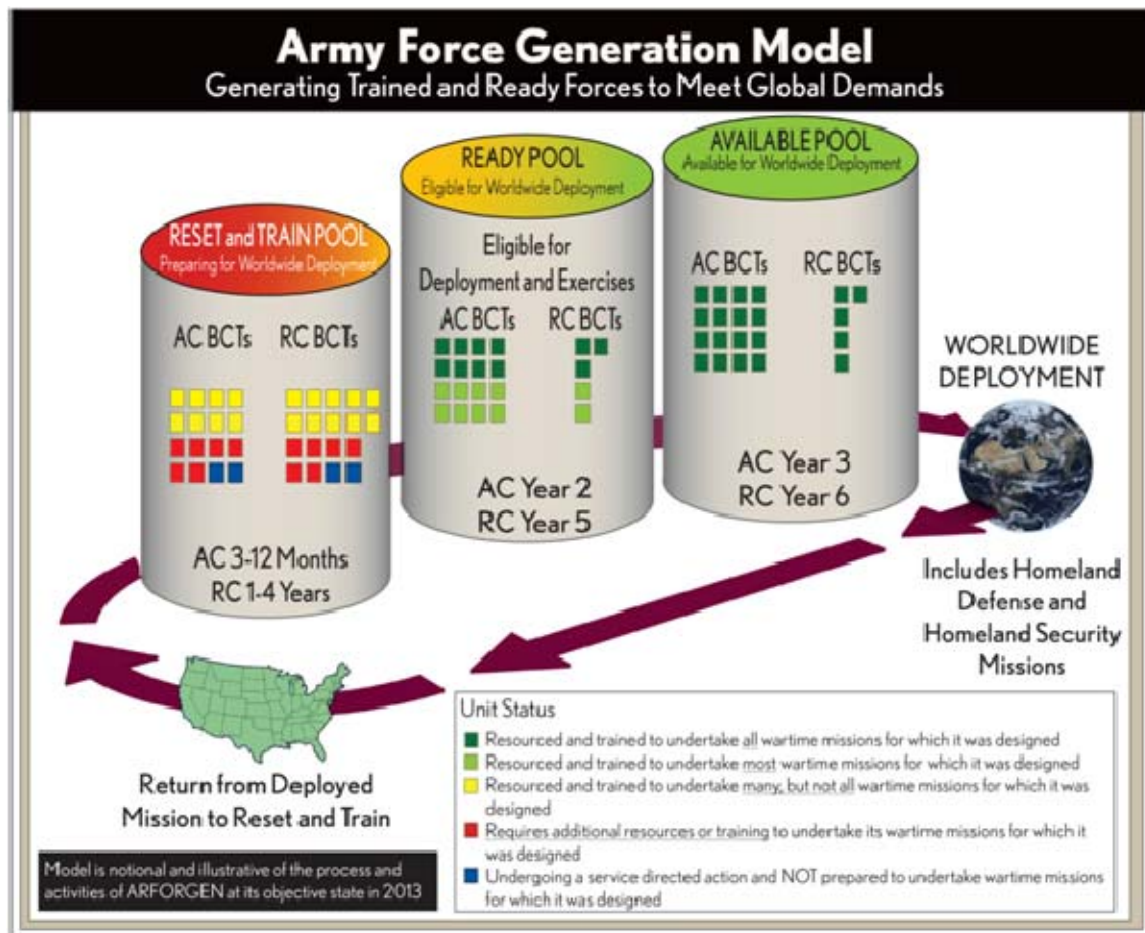 Army Force Generation Model
Generating Trained and Ready Forces to Meet Global Demands
RESET and TRAIN POOL
Preparing for Worldwide Deployment
AC BCTs RC BCTs
AC 3-12 Months
RC 1-4 Years
READY POOL
Eligible for Worldwide Deployment
Eligible for
Deployment and Exercises
AC BCTs RC BCTs
AC Year 2
RC Year 5
AVAILABLE POOL
Available for Worldwide Deployment
AC BCTs RC BCTs
AC Year 3
RC Year 6
WORLDWIDE
DEPLOYMENT
Includes Homeland
Defense and
Homeland Security
Missions
Return from Deployed
Mission to Reset and Train
Model is notional and illustrative of the process and
activities of ARFORGEN at its objective state in 2013
Unit Status
Resourced and trained to undertake all wartime missions for which it was designed
Resourced and trained to undertake most wartime missions for which it was designed
Resourced and trained to undertake many, but not all wartime missions for which it was
designed
Requires additional resources or training to undertake its wartime missions for which it
was designed
Undergoing a service directed action and NOT prepared to undertake wartime missions
for which it was designed